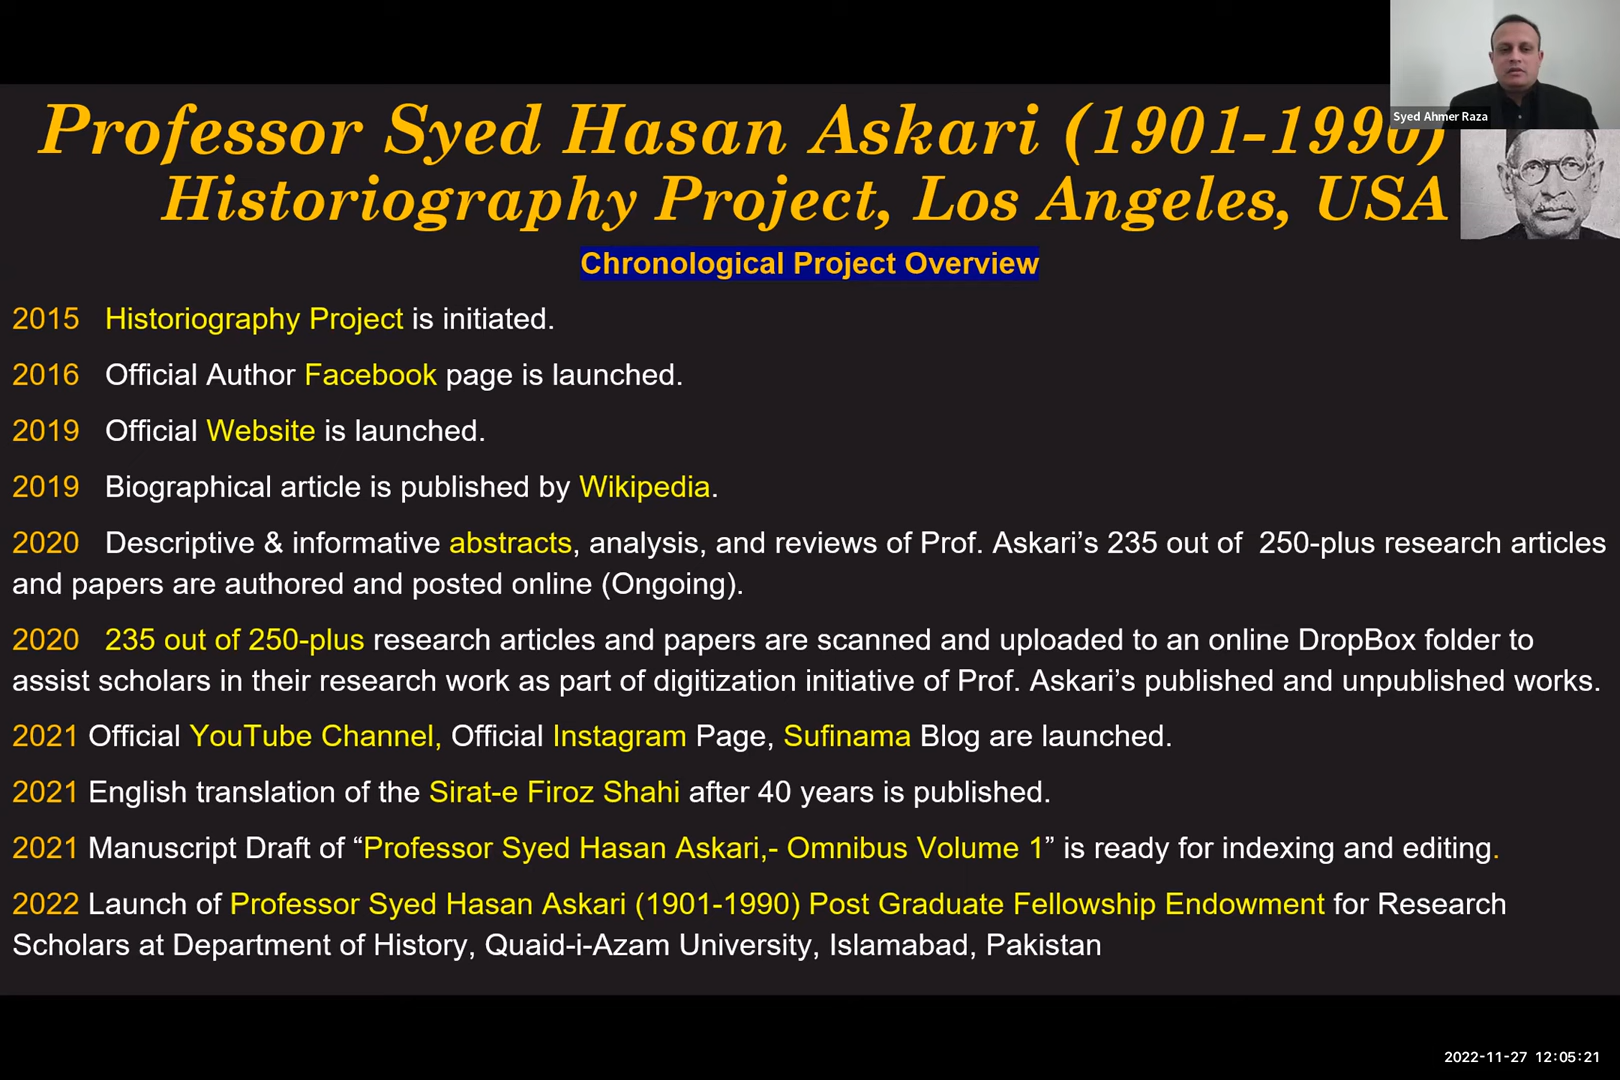 Syed Ahmer Raza
Professor Syed Hasan Askari (1901-1990)
Historiography Project, Los Angeles, USA
Chronological Project Overview
2015 Historiography Project is initiated.
2016 Official Author Facebook page is launched.
2019 Official Website is launched.
2019 Biographical article is published by Wikipedia.
2020 Descriptive & informative abstracts, analysis, and reviews of Prof. Askari’s 235 out of 250-plus research articles
and papers are authored and posted online (Ongoing).
2020 235 out of 250-plus research articles and papers are scanned and uploaded to an online DropBox folder to
assist scholars in their research work as part of digitization initiative of Prof. Askari’s published and unpublished works.
2021 Official YouTube Channel, Official Instagram Page, Sufinama Blog are launched.
2021 English translation of the Sirat-e Firoz Shahi after 40 years is published.
2021 Manuscript Draft of “Professor Syed Hasan Askari,- Omnibus Volume 1” is ready for indexing and editing.
2022 Launch of Professor Syed Hasan Askari (1901-1990) Post Graduate Fellowship Endowment for Research
Scholars at Department of History, Quaid-i-Azam University, Islamabad, Pakistan
2022-11-27 12:05:21